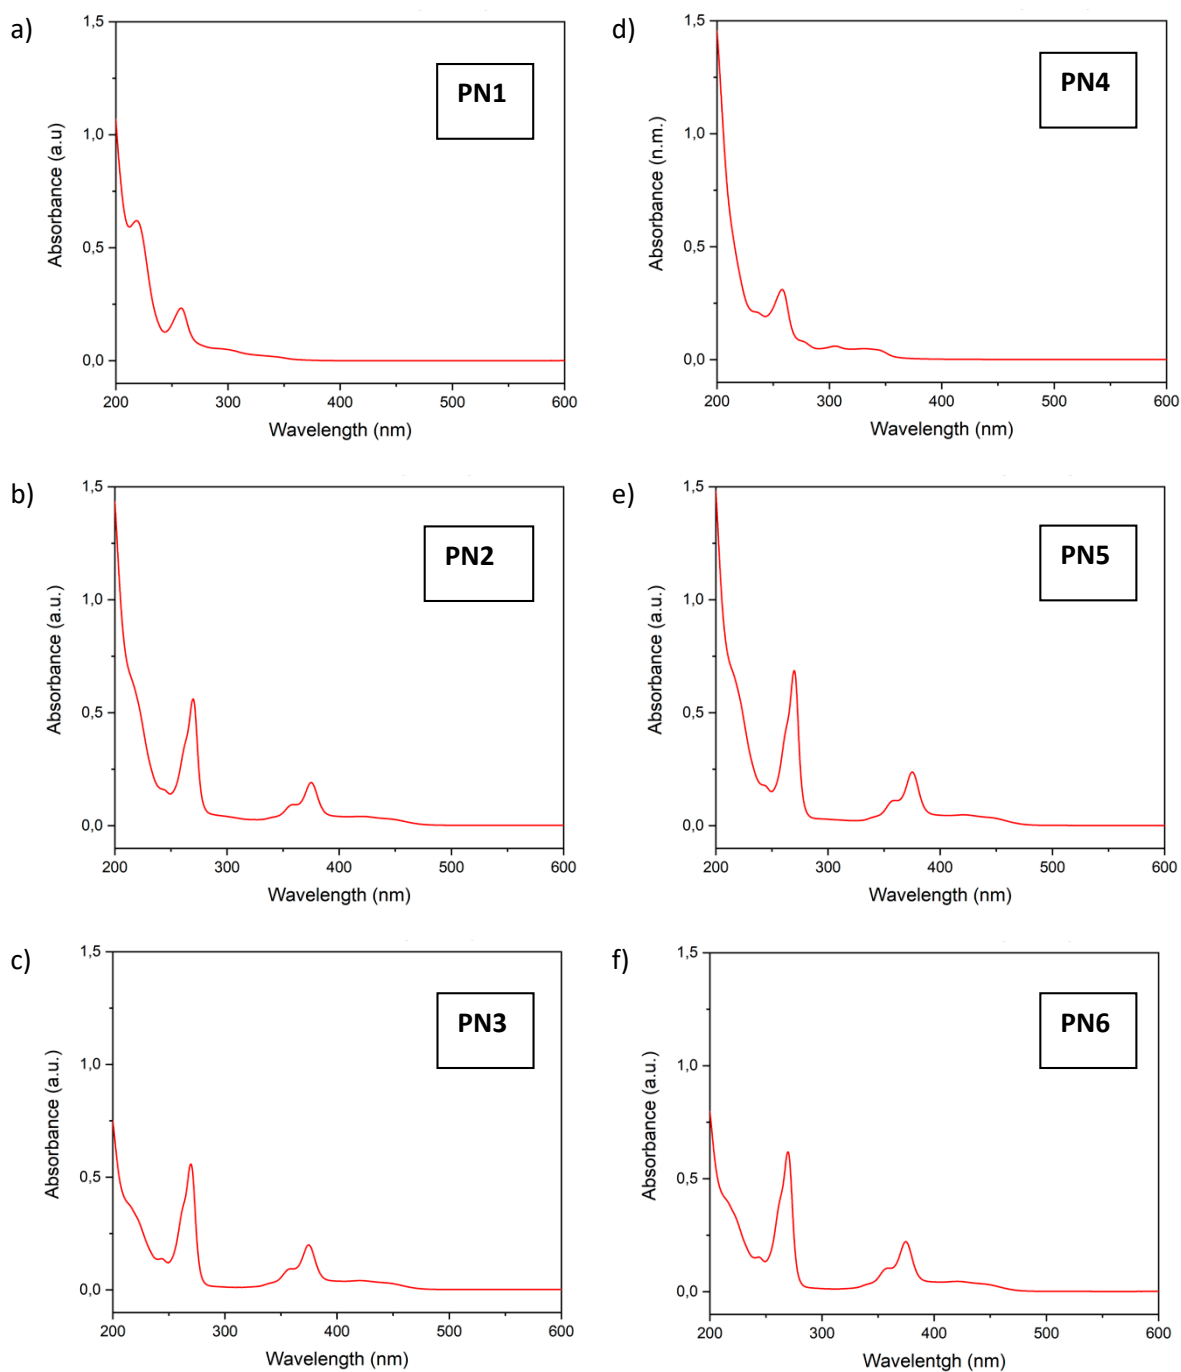 a)
1,5
PN1
1,0
0,5
0,0
Absorbance (a.u)
200 300 400 500 600
Wavelength (nm)
d)
1,5
PN4
1,0
0,5
0,0
Absorbance (n.m.)
200 300 400 500 600
Wavelength (nm)
b)
1,5
PN2
1,0
0,5
0,0
Absorbance (a.u.)
200 300 400 500 600
Wavelength (nm)
e)
1,5
PN5
1,0
0,5
0,0
Absorbance (a.u.)
200 300 400 500 600
Wavelength (nm)
c)
1,5
PN3
1,0
0,5
0,0
Absorbance (a.u.)
200 300 400 500 600
Wavelength (nm)
f)
1,5
PN6
1,0
0,5
0,0
Absorbance (a.u.)
200 300 400 500 600
Wavelengtyh (nm)